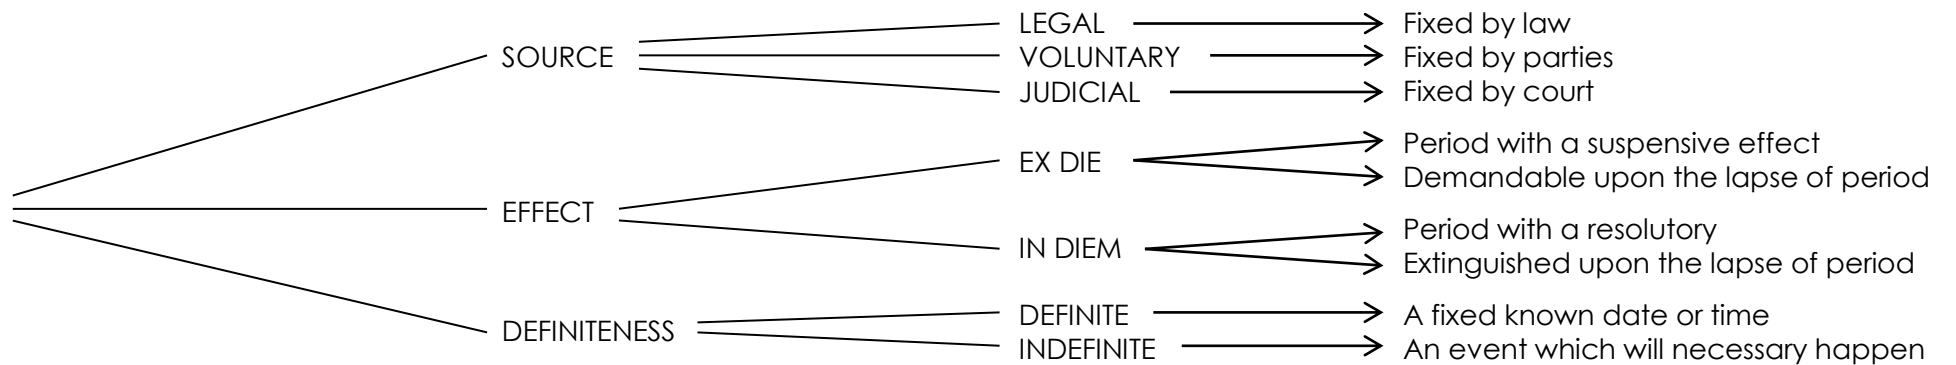 SOURCE
LEGAL Fixed by law
VOLUNTARY Fixed by parties
JUDICIAL Fixed by court
EFFECT
EX DIE
Period with a suspensive effect
Demandable upon the lapse of period
IN DIEM
Period with a resolutory
Extinguished upon the lapse of period
DEFINITENESS
DEFINITE A fixed known date or time
INDEFINITE An event which will necessary happen